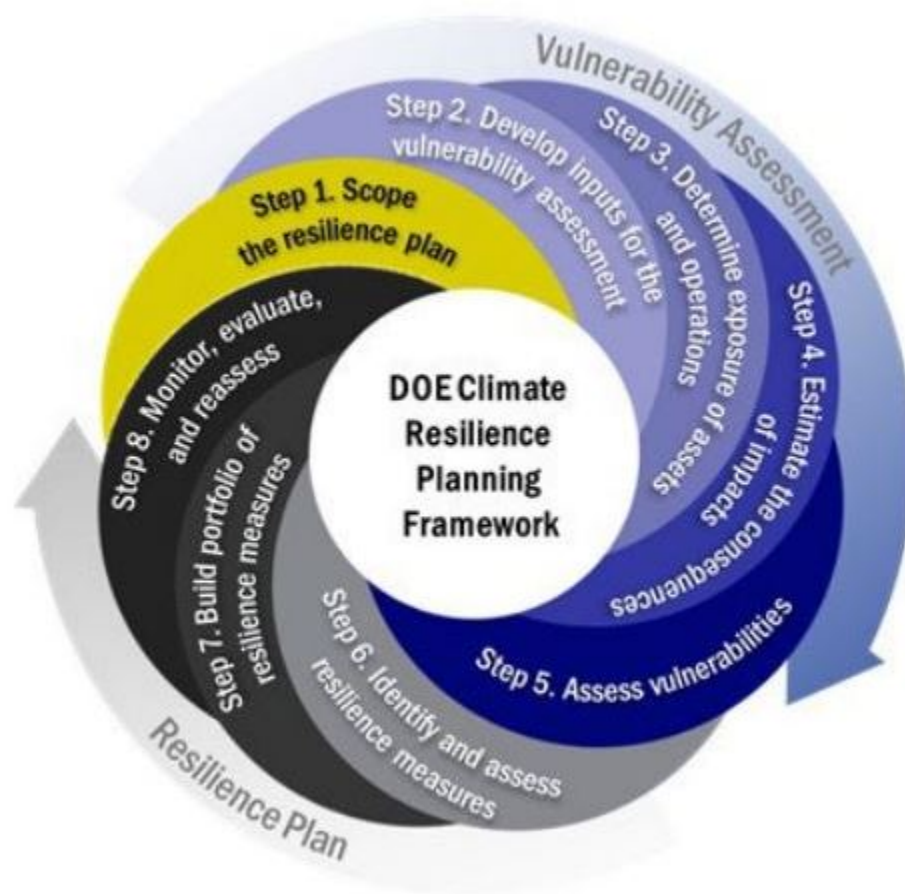 Vulnerability Assessment
Step 1. Scope
the resilience plan
Step 2. Develop inputs for the
vulnerability assessment
Step 3. Determine exposure of assets
and operations
Step 4. Estimate the consequences
of impacts
Step 5. Assess vulnerabilities
Step 6. Identify and assess
resilience measures
Step 7. Build portfolio of
resilience measures
Step 8. Monitor, evaluate,
and reassess
DOE Climate
Resilience
Planning
Framework
Resilience Plan